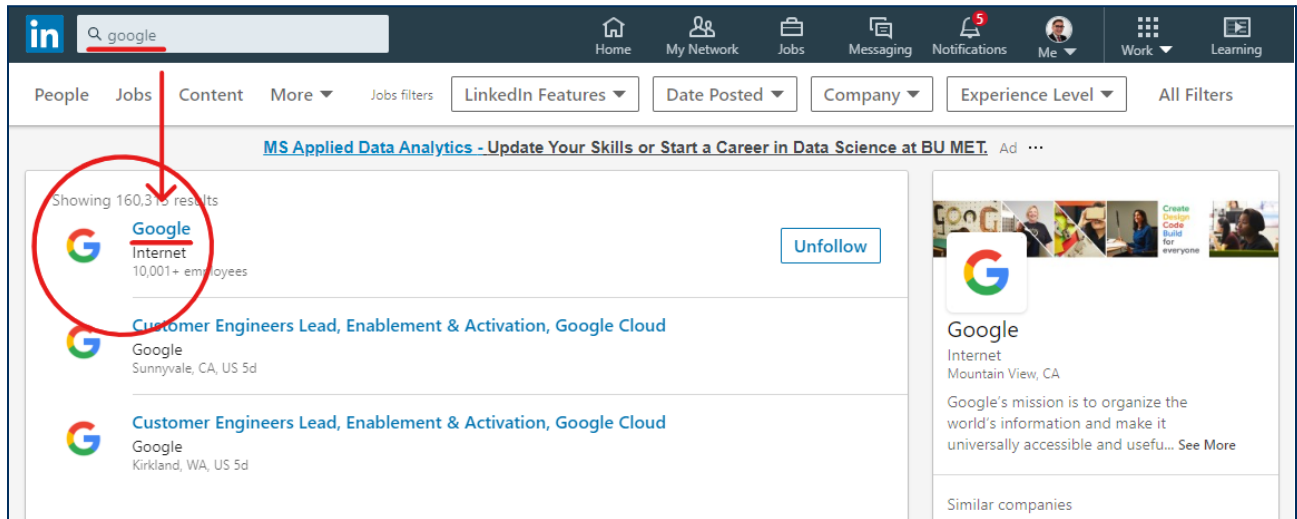 in
google
5
Home
My Network
Jobs
Messaging
Notifications
Me
Work
Learning
People
Jobs
Content
More
Jobs filters
LinkedIn Features
Date Posted
Company
Experience Level
All Filters
MS Applied Data Analytics - Update Your Skills or Start a Career in Data Science at BU MET. Ad ...
Showing 160,315 results
Google
Internet
10,001+ employees
Unfollow
Customer Engineers Lead, Enablement & Activation, Google Cloud
Google
Sunnyvale, CA, US 5d
Customer Engineers Lead, Enablement & Activation, Google Cloud
Google
Kirkland, WA, US 5d
Create
Design
Code
Build
for
everyone
Google
Internet
Mountain View, CA
Google's mission is to organize the
world's information and make it
universally accessible and usefu... See More
Similar companies